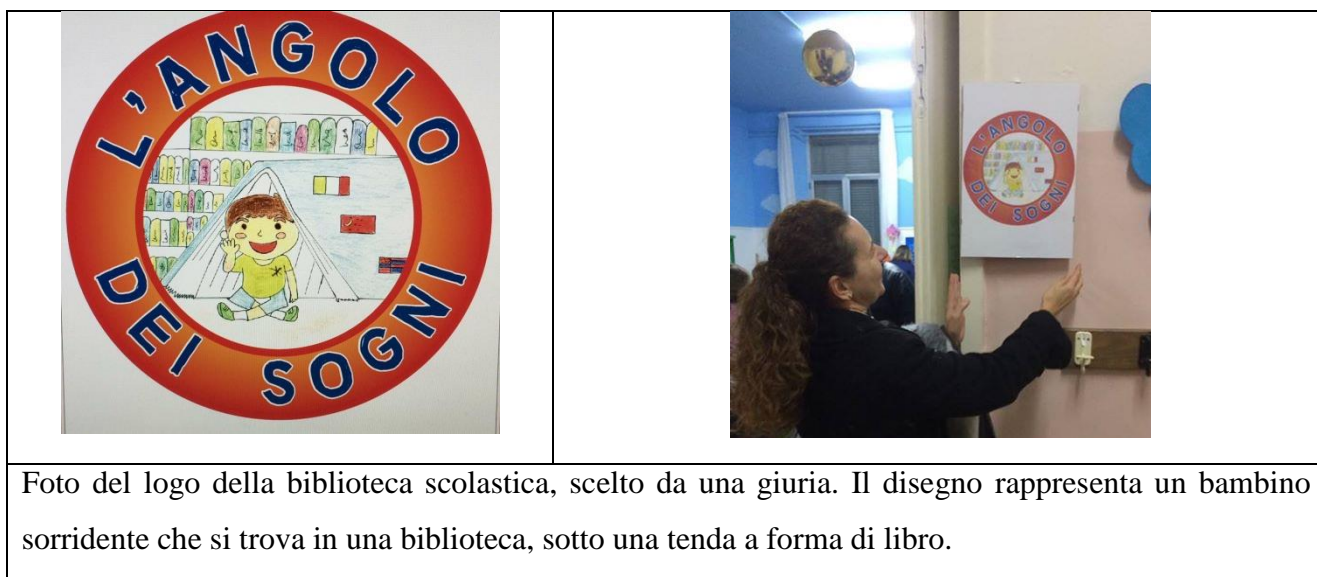 L'ANGOLO
DEI SOGNI
L'ANGOLO
DEI SOGNI
Foto del logo della biblioteca scolastica, scelto da una giuria. Il disegno rappresenta un bambino
sorridente che si trova in una biblioteca, sotto una tenda a forma di libro.